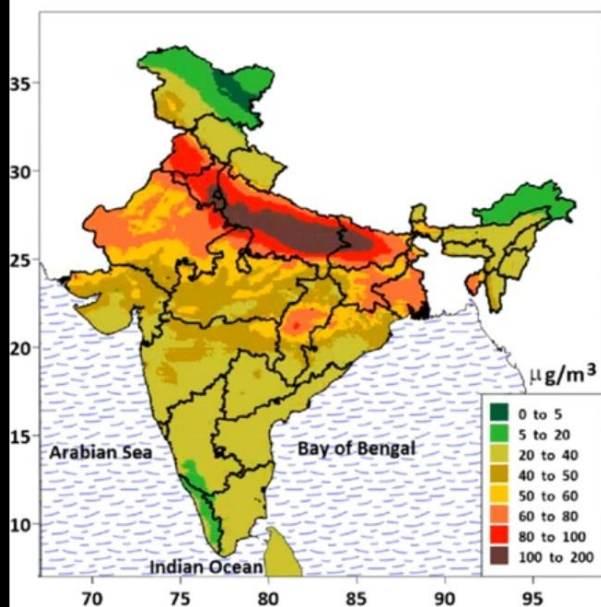 35
30
25
20
15
10
70 75 80 85 90 95
Arabian Sea
Bay of Bengal
Indian Ocean
µg/m³
0 to 5
5 to 20
20 to 40
40 to 50
50 to 60
60 to 80
80 to 100
100 to 200